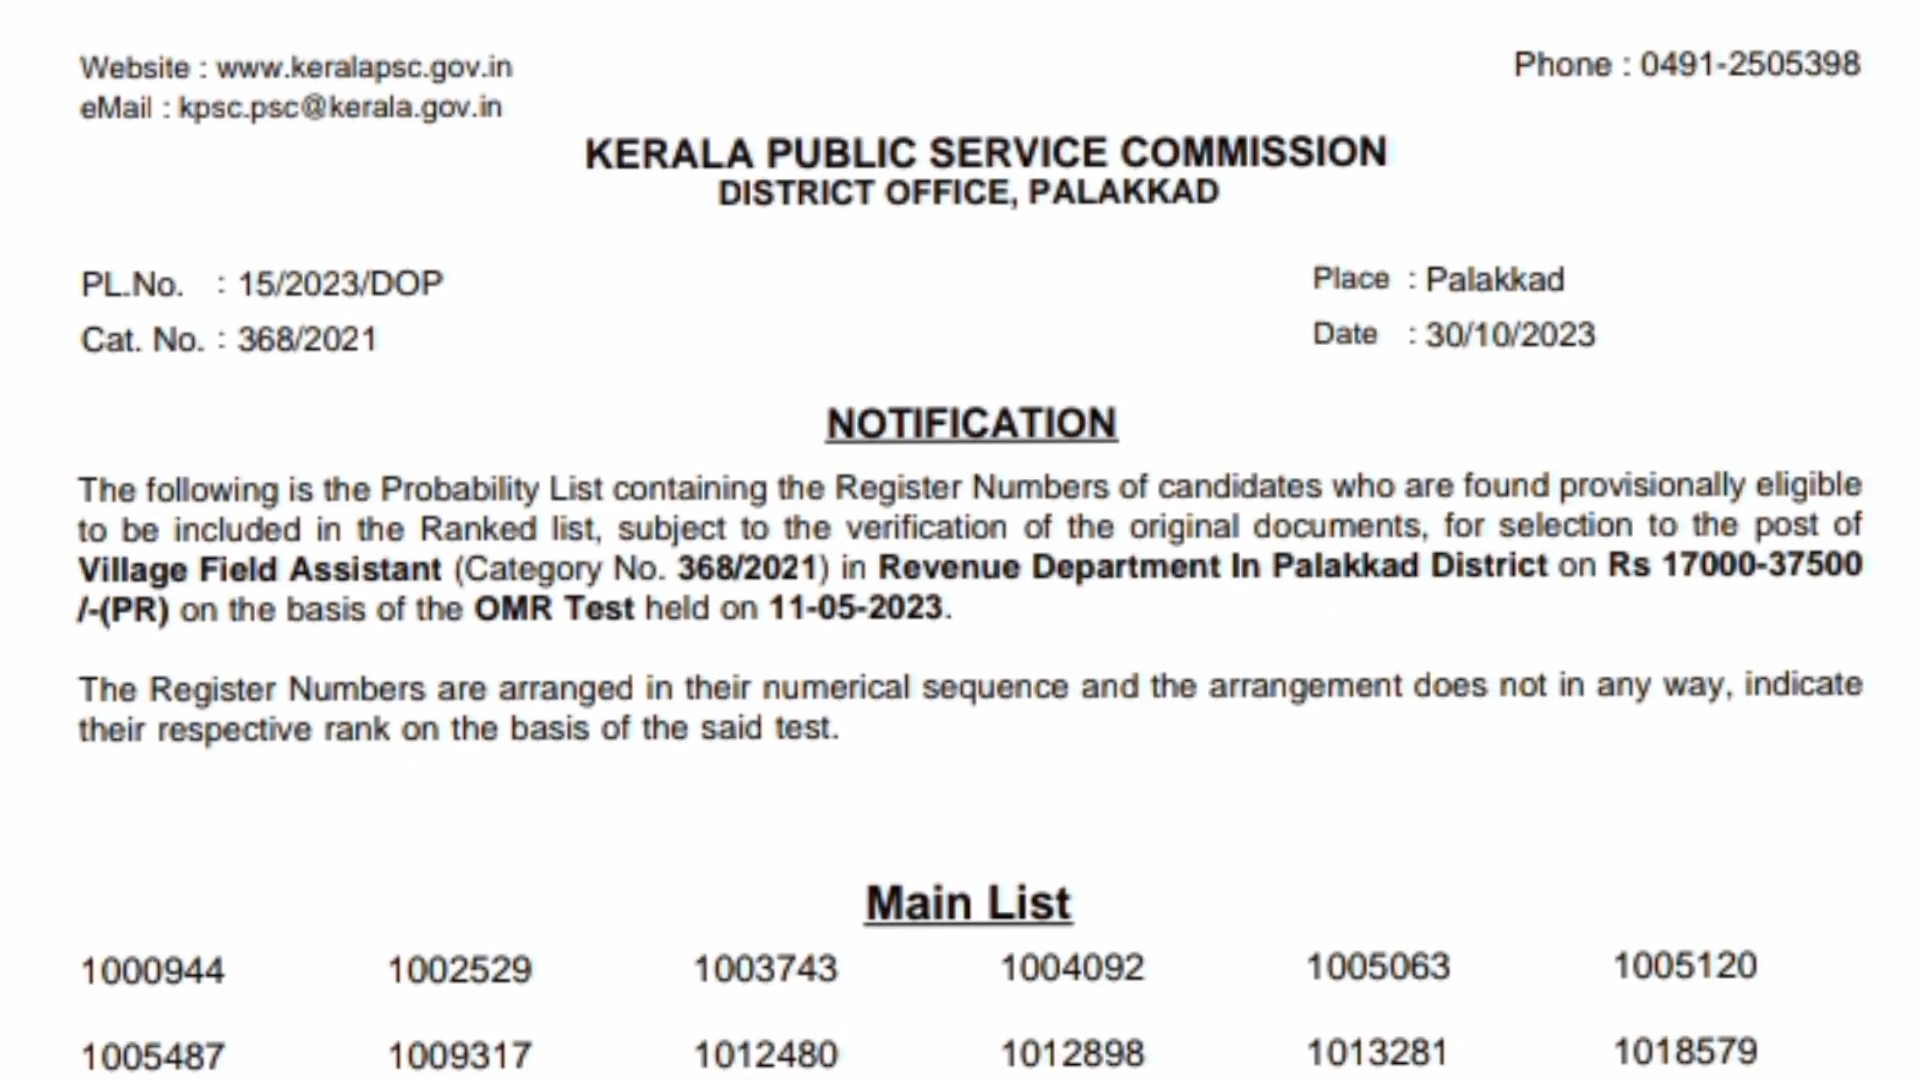 Website : www.keralapsc.gov.in
Phone : 0491-2505398
eMail : kpsc.psc@kerala.gov.in
KERALA PUBLIC SERVICE COMMISSION
DISTRICT OFFICE, PALAKKAD
PL.No. : 15/2023/DOP
Place : Palakkad
Cat. No. : 368/2021
Date : 30/10/2023
NOTIFICATION
The following is the Probability List containing the Register Numbers of candidates who are found provisionally eligible
to be included in the Ranked list, subject to the verification of the original documents, for selection to the post of
Village Field Assistant (Category No. 368/2021) in Revenue Department In Palakkad District on Rs 17000-37500
/-(PR) on the basis of the OMR Test held on 11-05-2023.
The Register Numbers are arranged in their numerical sequence and the arrangement does not in any way, indicate
their respective rank on the basis of the said test.
Main List
1000944 1002529 1003743 1004092 1005063 1005120
1005487 1009317 1012480 1012898 1013281 1018579